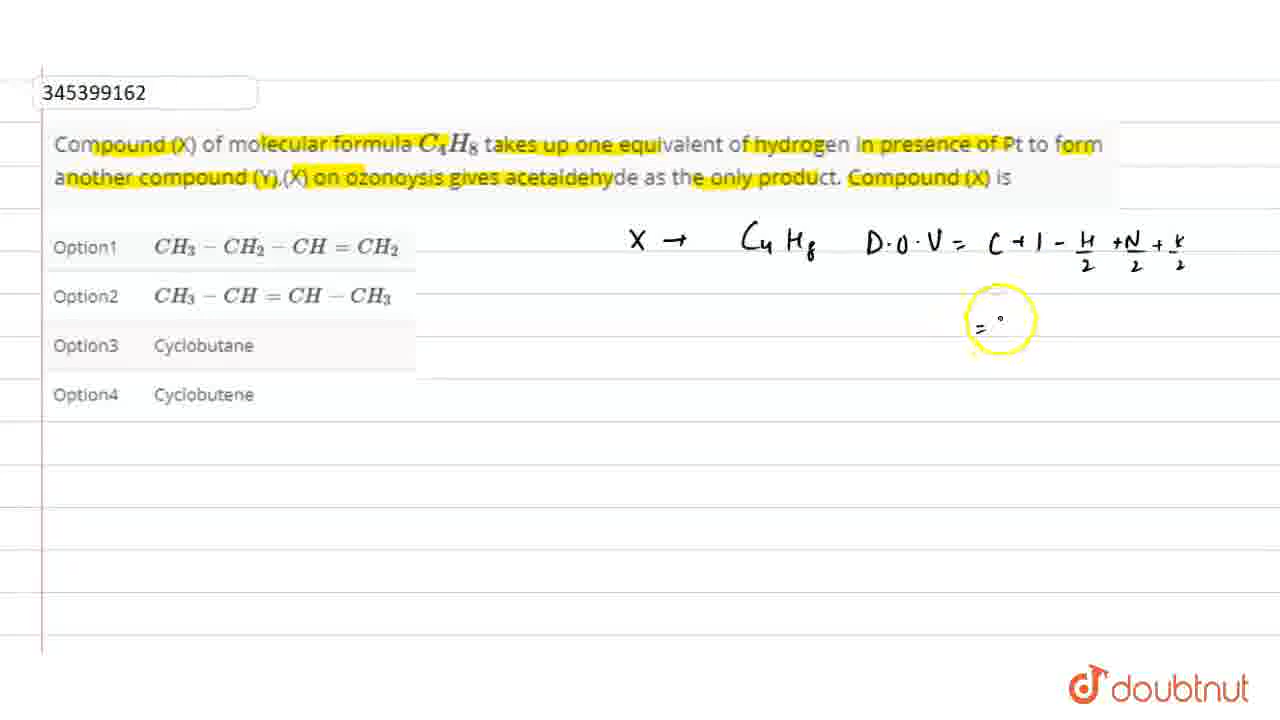 345399162
Compound (X) of molecular formula C₄H₈ takes up one equivalent of hydrogen in presence of Pt to form
another compound (Y),(X) on ozonoysis gives acetaldehyde as the only product. Compound (X) is
Option1 CH₃ − CH₂ − CH = CH₂
Option2 CH₃ − CH = CH − CH₃
Option3 Cyclobutane
Option4 Cyclobutene
X → C₄H₈ D.O.V = C + 1 − H/2 + N/2 + X/2
=
doubtnut